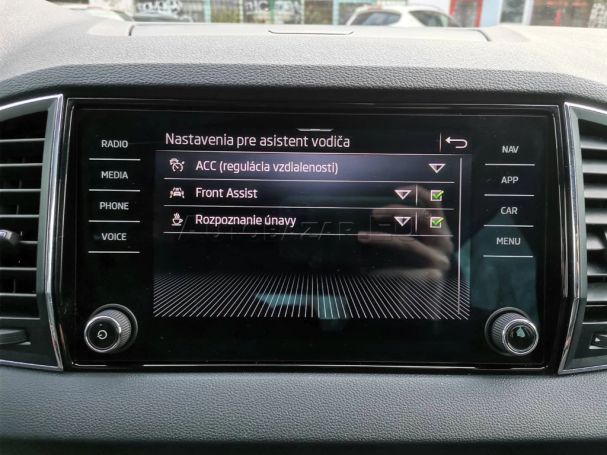 Nastavenia pre asistent vodiča
ACC (regulácia vzdialenosti)
Front Assist
Rozpoznanie únavy
RADIO
MEDIA
PHONE
VOICE
NAV
APP
CAR
MENU